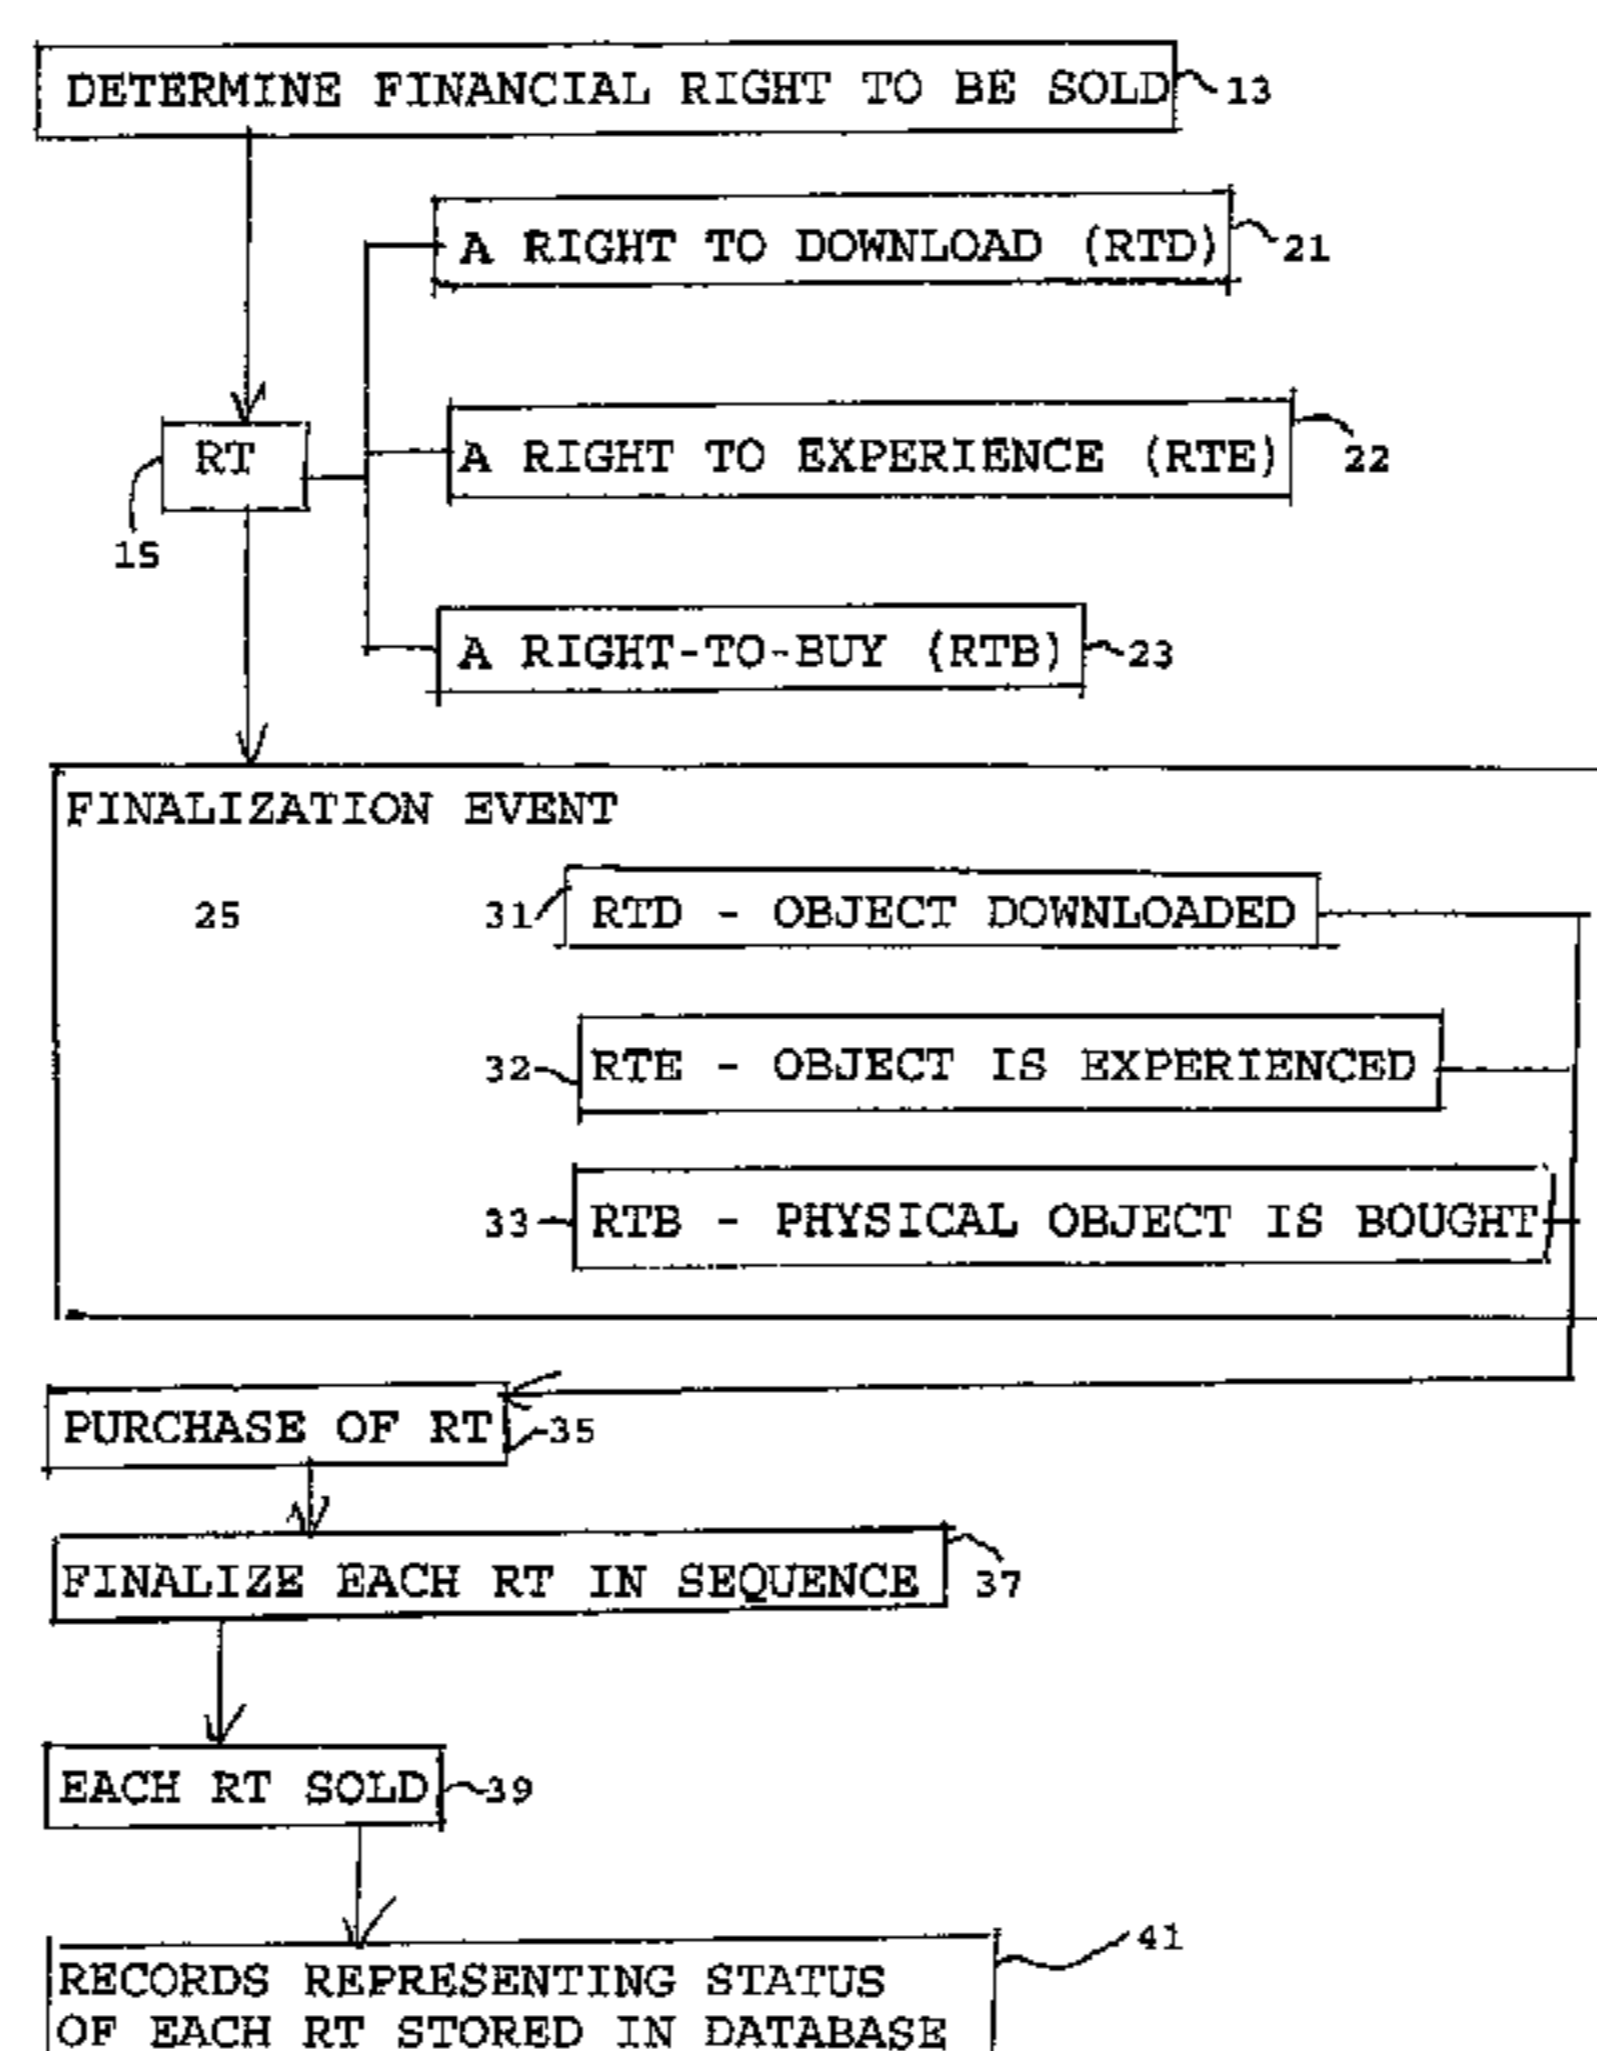 DETERMINE FINANCIAL RIGHT TO BE SOLD 13
A RIGHT TO DOWNLOAD (RTD) 21
RT
A RIGHT TO EXPERIENCE (RTE) 22
15
A RIGHT-TO-BUY (RTB) 23
FINALIZATION EVENT
25
31 RTD - OBJECT DOWNLOADED
32 RTE - OBJECT IS EXPERIENCED
33 RTB - PHYSICAL OBJECT IS BOUGHT
PURCHASE OF RT 35
FINALIZE EACH RT IN SEQUENCE 37
EACH RT SOLD 39
41
RECORDS REPRESENTING STATUS
OF EACH RT STORED IN DATABASE